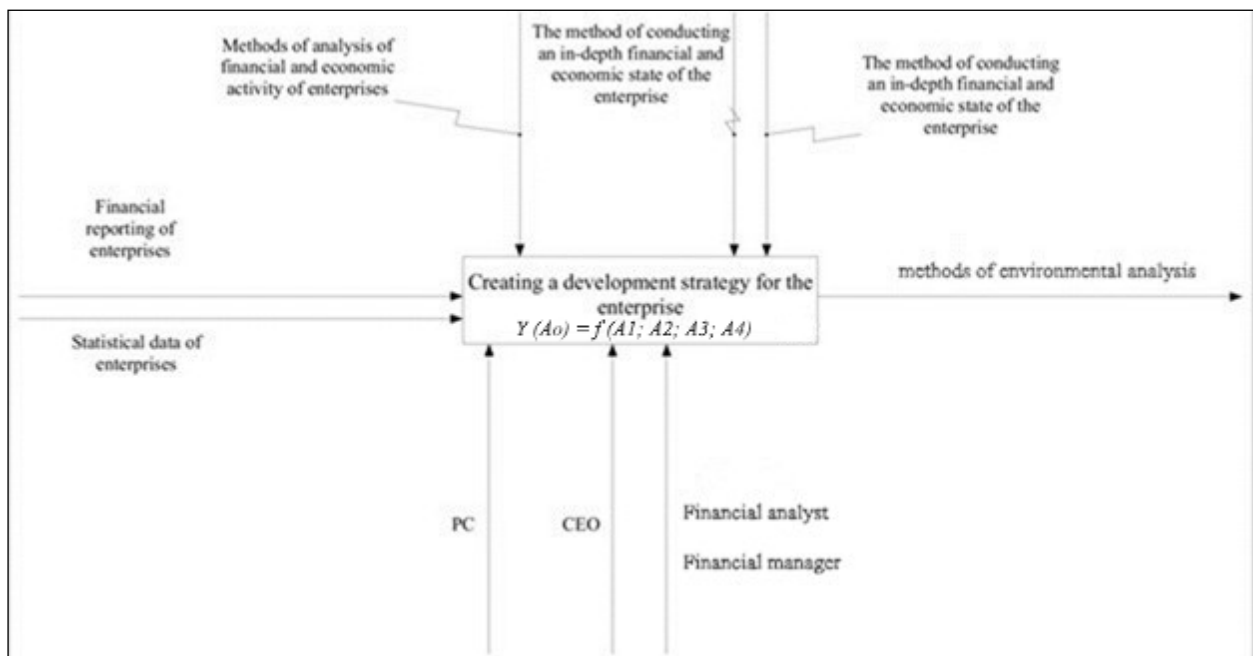 Methods of analysis of
financial and economic
activity of enterprises
The method of conducting
an in-depth financial and
economic state of the
enterprise
The method of conducting
an in-depth financial and
economic state of the
enterprise
Financial
reporting of
enterprises
Statistical data of
enterprises
Creating a development strategy for the
enterprise
Y (Ao) = f (A1; A2; A3; A4)
methods of environmental analysis
PC
CEO
Financial analyst
Financial manager